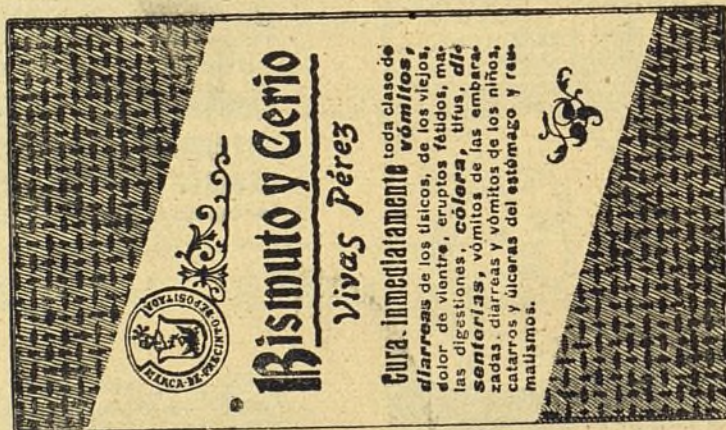 MARCA·DE·PRECINTO·DEPOSITADA
Bismuto y Cerio
Vivas Pérez
Cura inmediatamente toda clase de vómitos,
diarreas de los tísicos, de los viejos,
dolor de vientre, eruptos fétidos, ma-
las digestiones, cólera, tifus, di-
senterias, vómitos de las embara-
zadas. diarreas y vómitos de los niños,
catarros y úlceras del estómago y reu-
matismos.